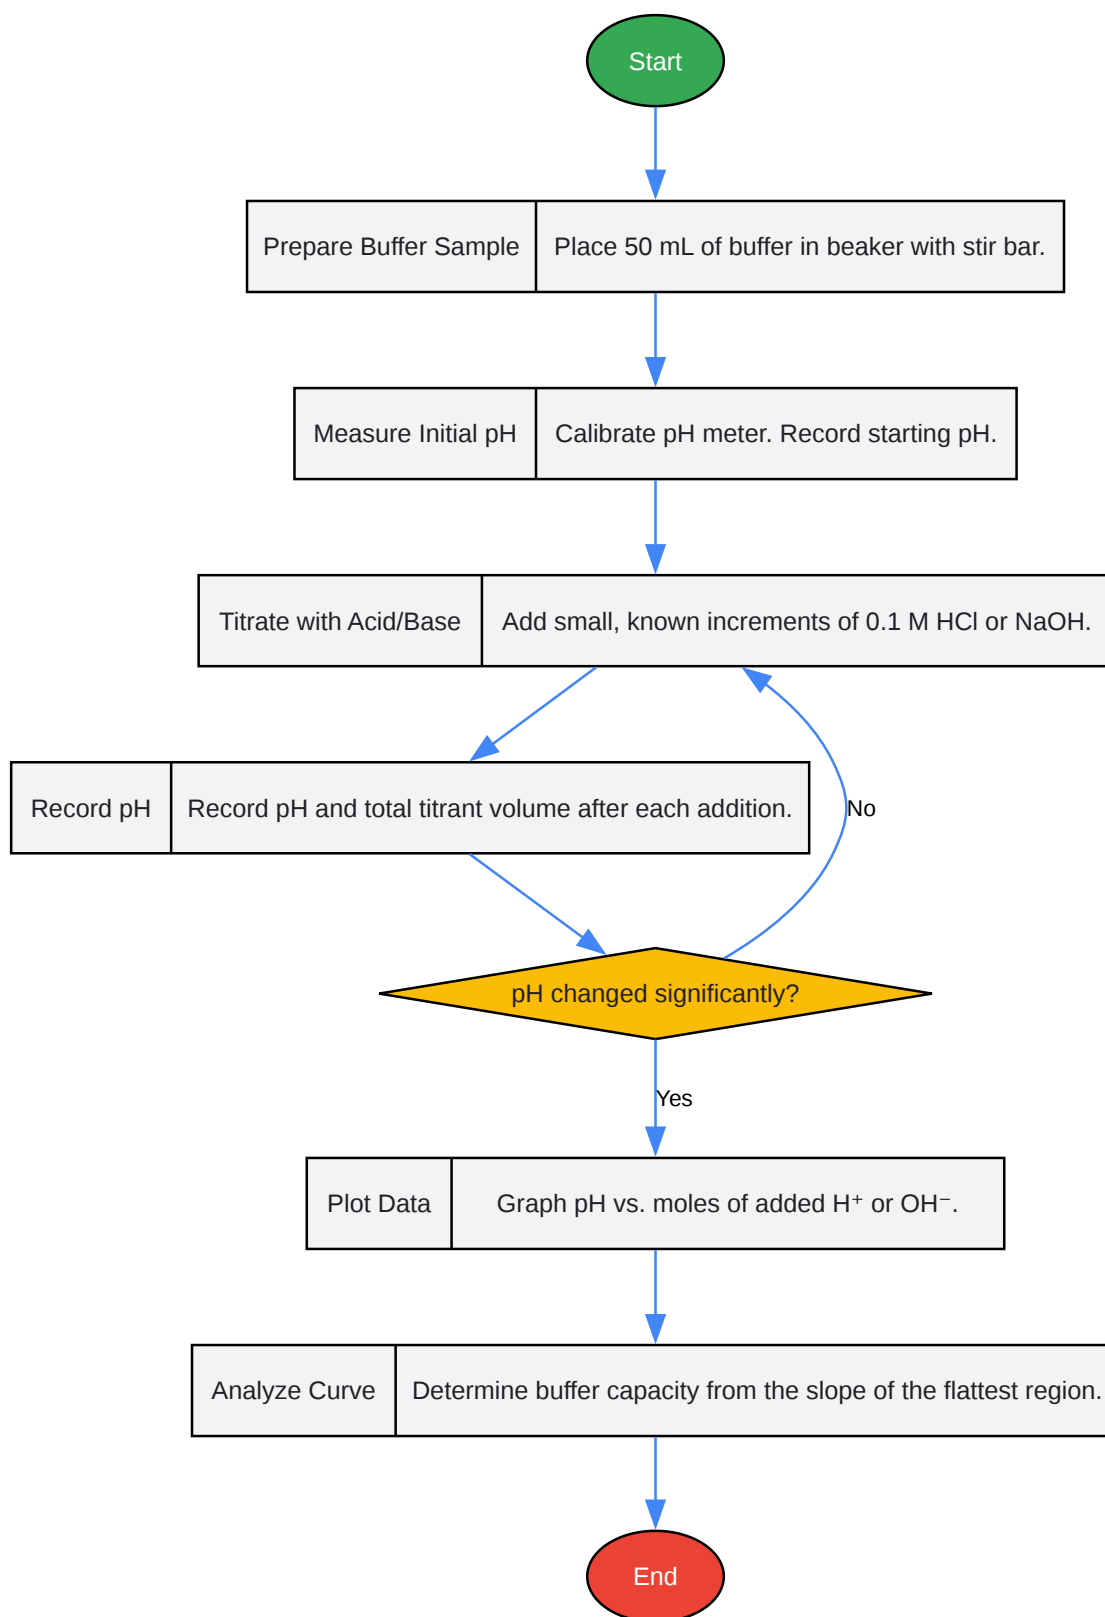 Start
Prepare Buffer Sample
Place 50 mL of buffer in beaker with stir bar.
Measure Initial pH
Calibrate pH meter. Record starting pH.
Titrate with Acid/Base
Add small, known increments of 0.1 M HCl or NaOH.
Record pH
Record pH and total titrant volume after each addition.
No
pH changed significantly?
Yes
Plot Data
Graph pH vs. moles of added H⁺ or OH⁻.
Analyze Curve
Determine buffer capacity from the slope of the flattest region.
End